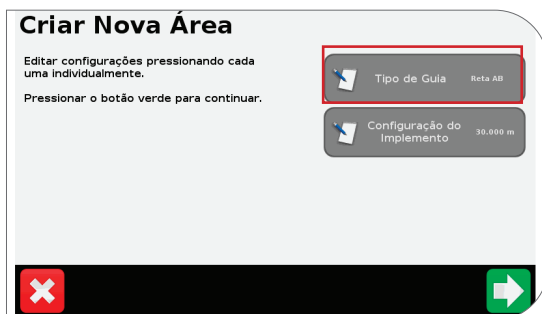 Criar Nova Área
Editar configurações pressionando cada
uma individualmente.
Pressionar o botão verde para continuar.
Tipo de Guia
Reta AB
Configuração do
Implemento
30.000 m